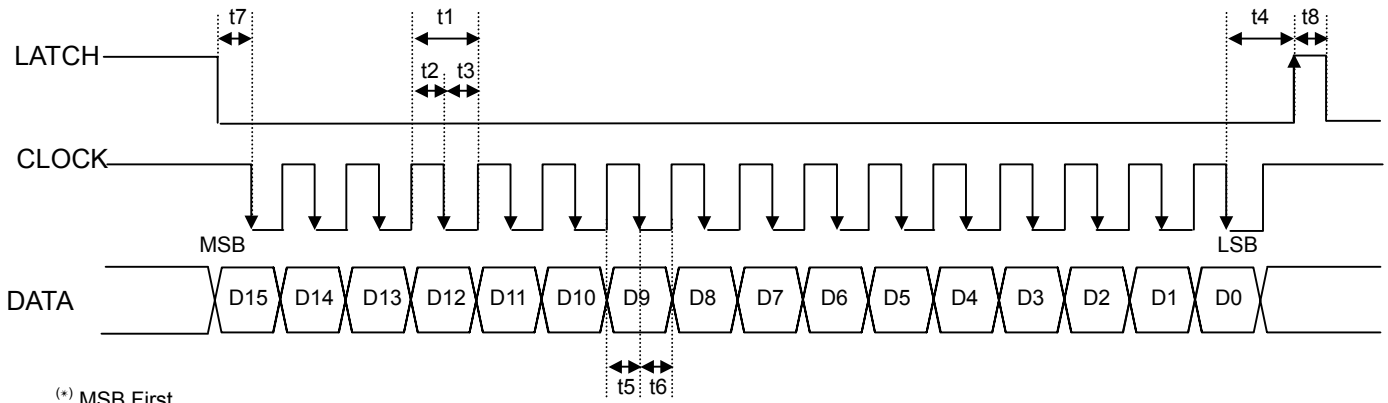 t7 t1 t4 t8
LATCH
t2 t3
CLOCK
MSB LSB
DATA D15 D14 D13 D12 D11 D10 D9 D8 D7 D6 D5 D4 D3 D2 D1 D0
t5 t6
(*) MSB First